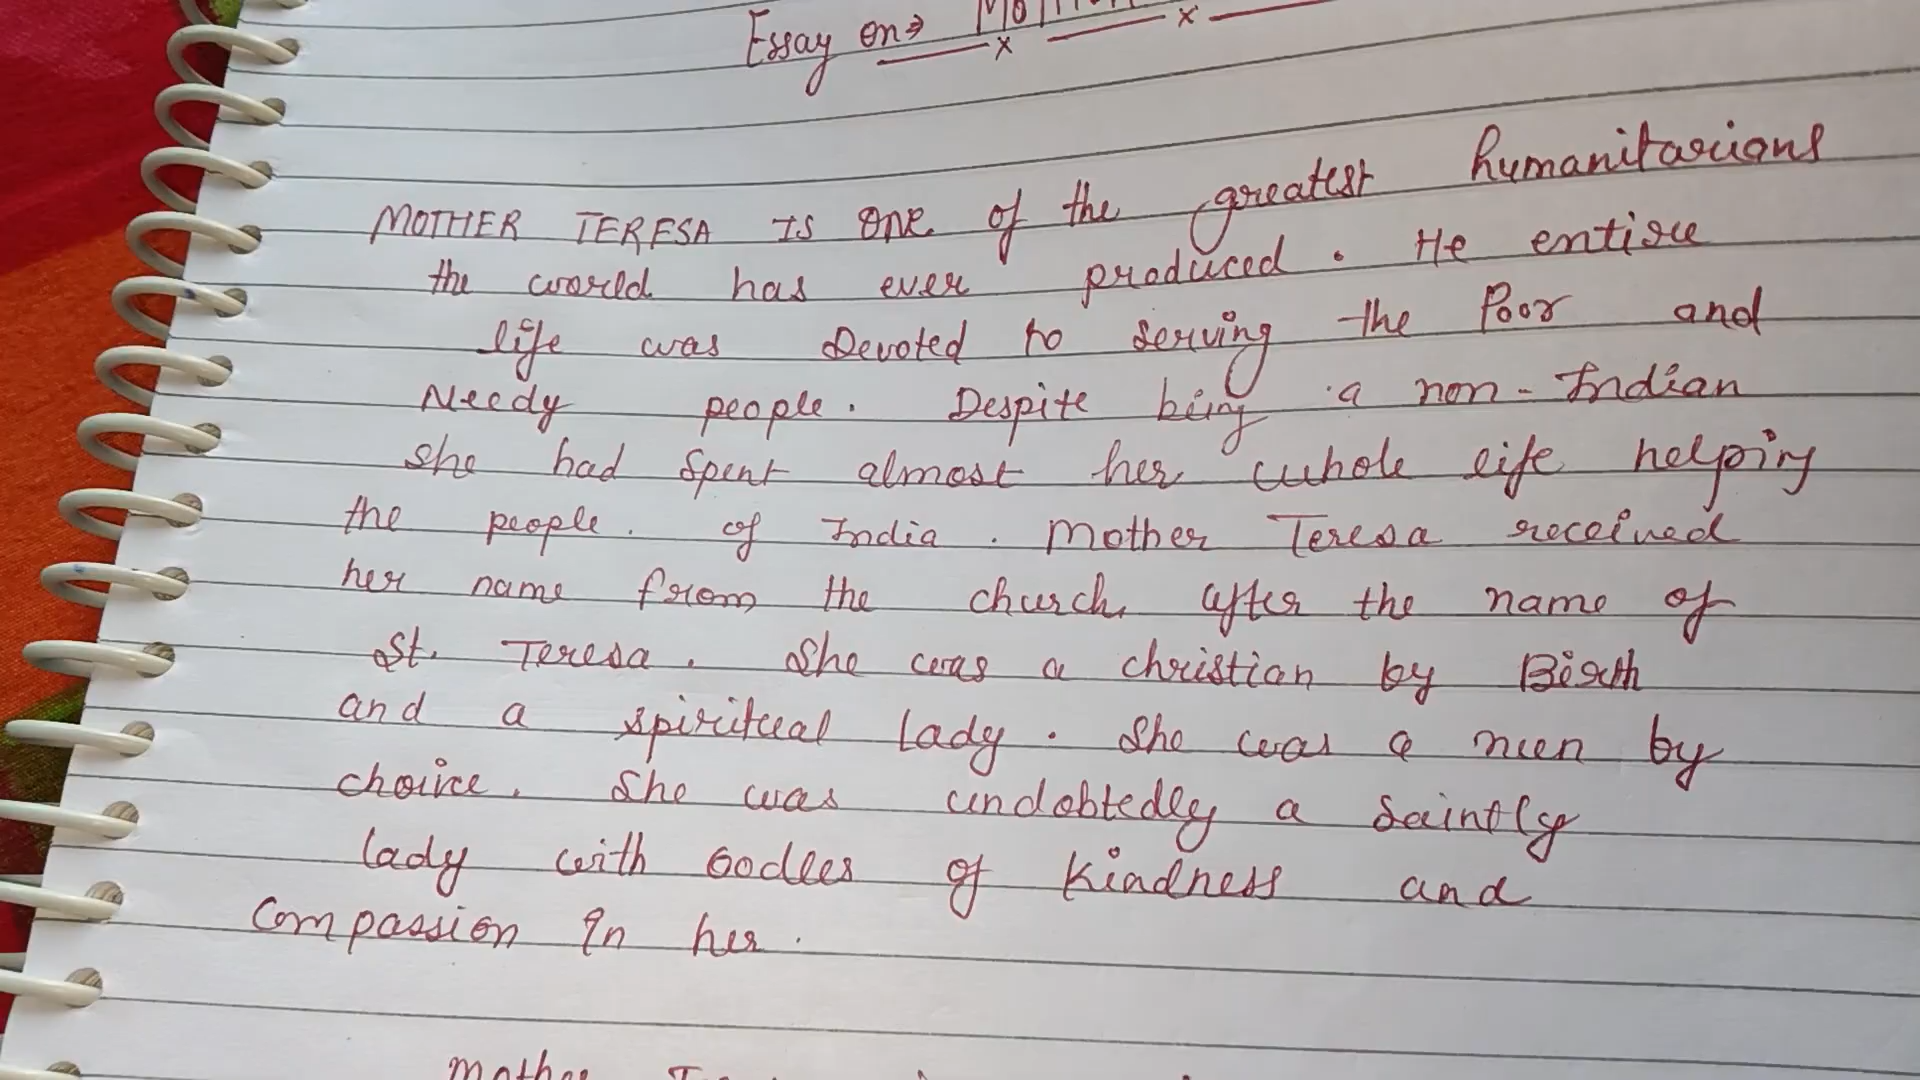 Essay on⇒
MOTHER TERESA IS one of the greatest humanitarians
the world has ever produced. He entire
life was Devoted to serving the Poor and
Needy people. Despite being a non-Indian
she had spent almost her whole life helping
the people. of India. Mother Teresa received
her name from the church after the name of
St. Teresa. She was a christian by Birth
and a spiritual lady. She was a nun by
choice. She was undobtedly a saintly
lady with oodles of kindness and
Compassion in her.
Mother